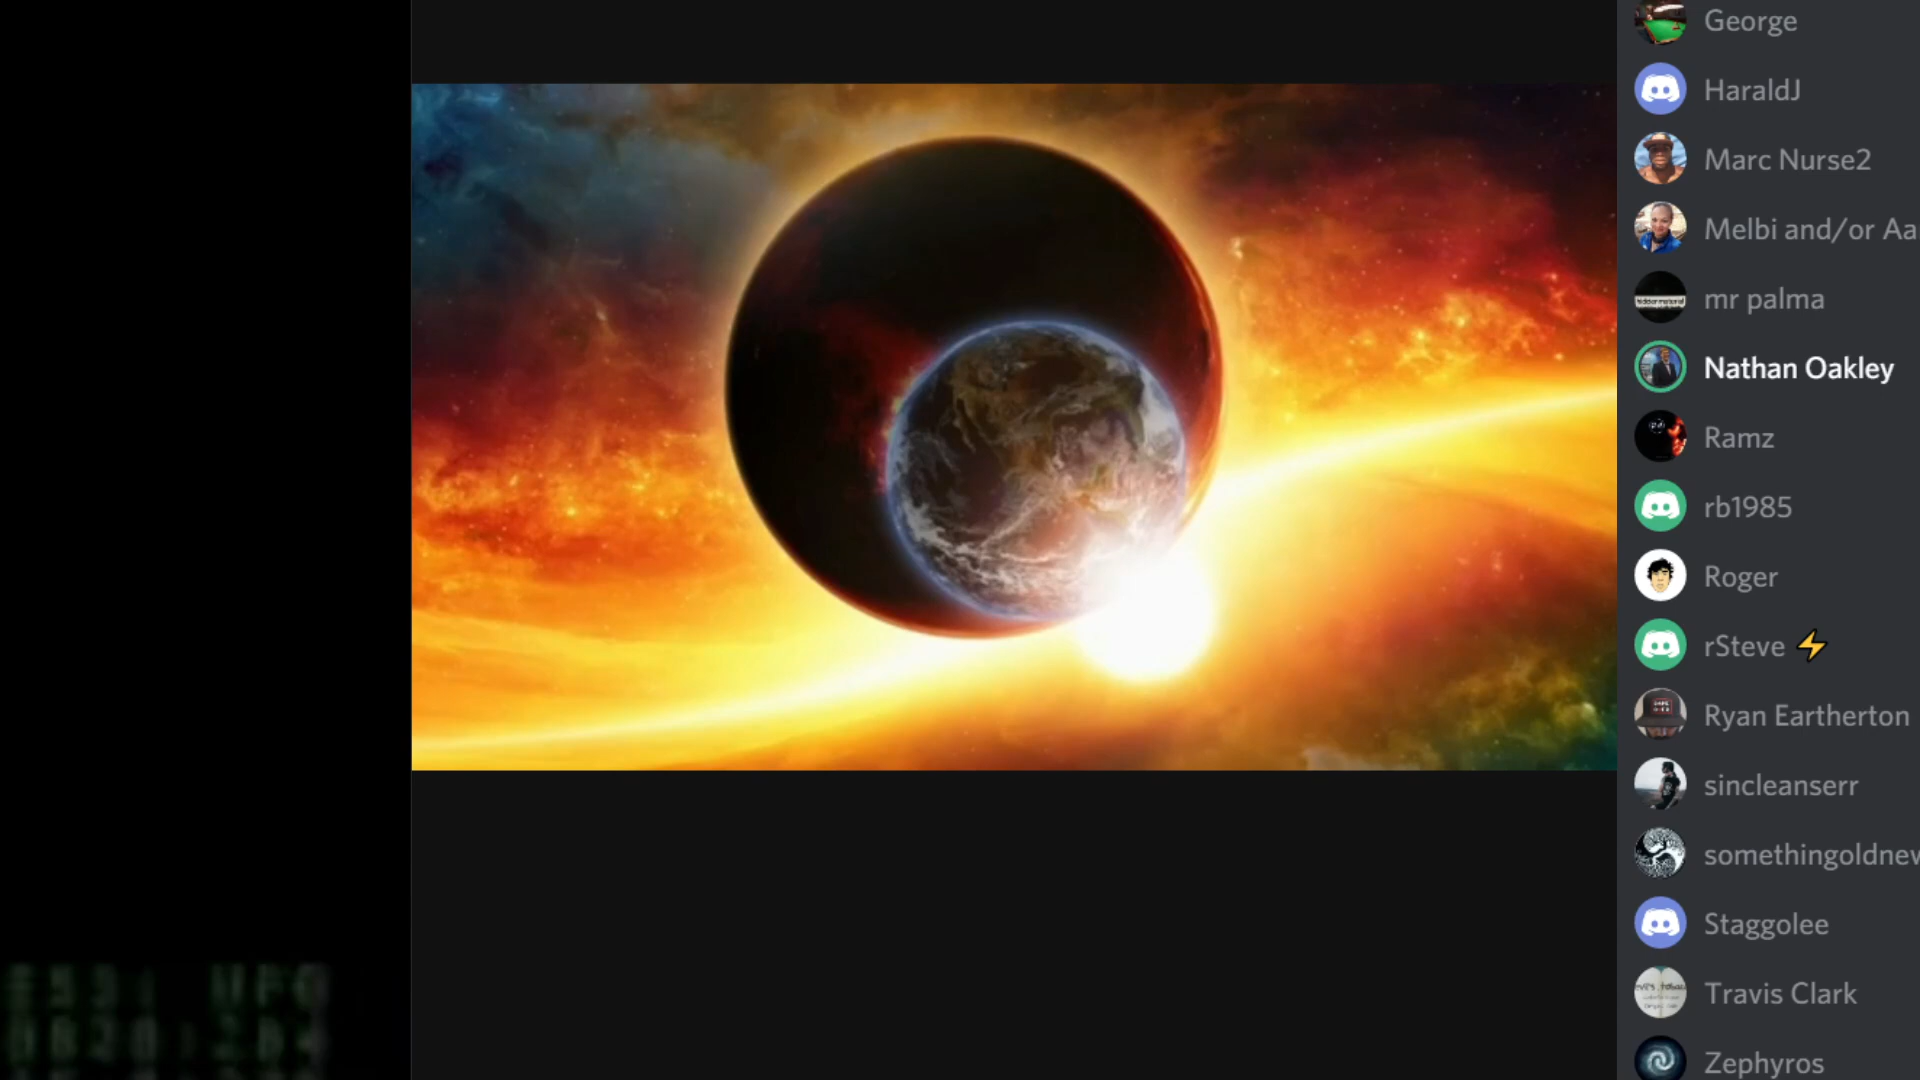 George
HaraldJ
Marc Nurse2
Melbi and/or Aa
mr palma
Nathan Oakley
Ramz
rb1985
Roger
rSteve ⚡
Ryan Eartherton
sincleanserr
somethingoldnew
Staggolee
Travis Clark
Zephyros